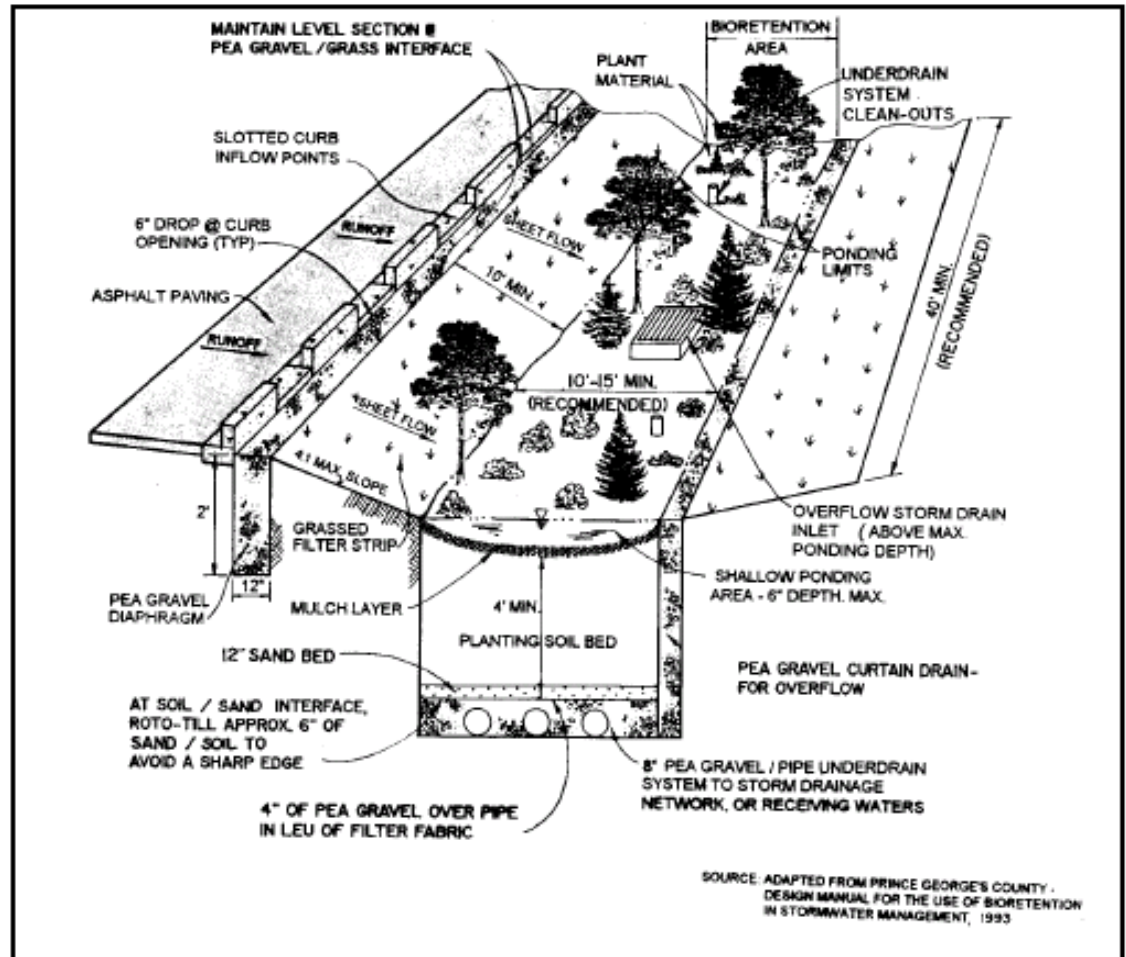 MAINTAIN LEVEL SECTION @
PEA GRAVEL / GRASS INTERFACE
BIORETENTION
AREA
PLANT
MATERIAL
UNDERDRAIN
SYSTEM
CLEAN-OUTS
SLOTTED CURB
INFLOW POINTS
6" DROP @ CURB
OPENING (TYP)
RUNOFF
SHEET FLOW
PONDING
LIMITS
10' MIN.
40' MIN.
(RECOMMENDED)
ASPHALT PAVING
RUNOFF
10'-15' MIN.
(RECOMMENDED)
SHEET FLOW
4:1 MAX. SLOPE
2'
GRASSED
FILTER STRIP
OVERFLOW STORM DRAIN
INLET ( ABOVE MAX.
PONDING DEPTH)
12"
PEA GRAVEL
DIAPHRAGM
MULCH LAYER
4' MIN.
SHALLOW PONDING
AREA - 6" DEPTH. MAX.
PLANTING SOIL BED
12" SAND BED
PEA GRAVEL CURTAIN DRAIN-
FOR OVERFLOW
AT SOIL / SAND INTERFACE,
ROTO-TILL APPROX. 6" OF
SAND / SOIL TO
AVOID A SHARP EDGE
8" PEA GRAVEL / PIPE UNDERDRAIN
SYSTEM TO STORM DRAINAGE
NETWORK, OR RECEIVING WATERS
4" OF PEA GRAVEL OVER PIPE
IN LEU OF FILTER FABRIC
SOURCE: ADAPTED FROM PRINCE GEORGE'S COUNTY -
DESIGN MANUAL FOR THE USE OF BIORETENTION
IN STORMWATER MANAGEMENT, 1993